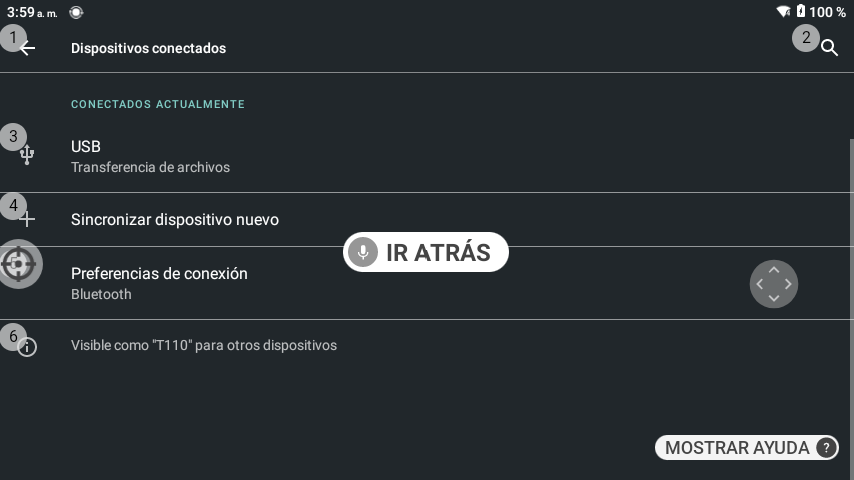 3:59 a. m.
100 %
1
Dispositivos conectados
2
CONECTADOS ACTUALMENTE
3
USB
Transferencia de archivos
4
Sincronizar dispositivo nuevo
IR ATRÁS
Preferencias de conexión
Bluetooth
6
Visible como "T110" para otros dispositivos
MOSTRAR AYUDA ?